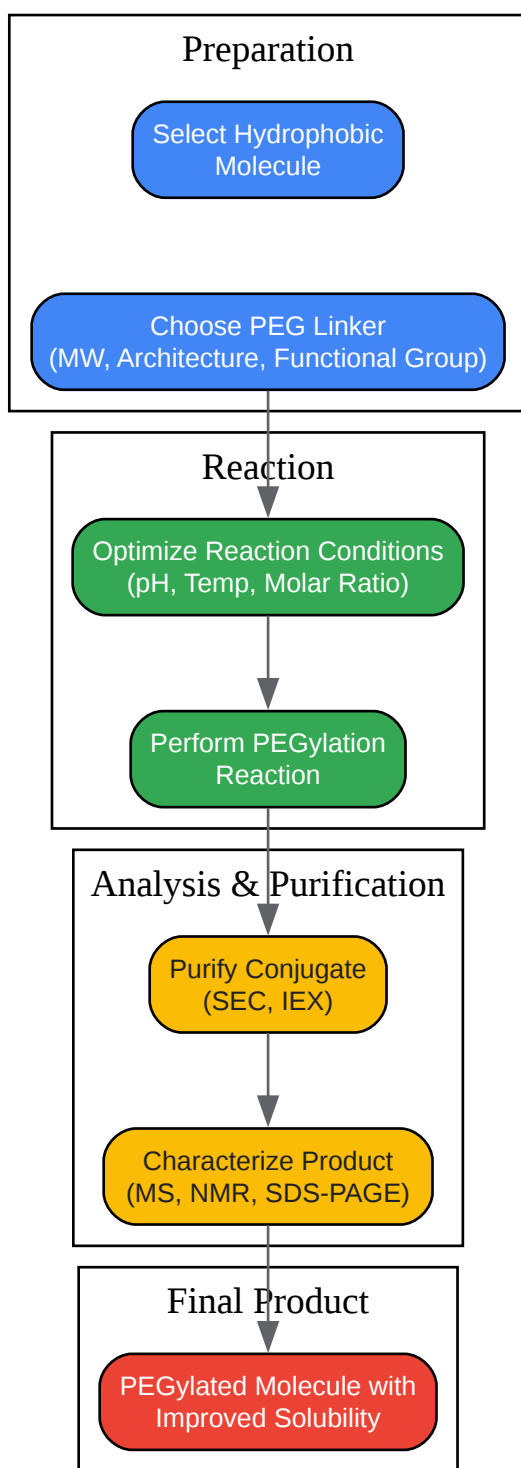 Preparation
Select Hydrophobic
Molecule
Choose PEG Linker
(MW, Architecture, Functional Group)
Reaction
Optimize Reaction Conditions
(pH, Temp, Molar Ratio)
Perform PEGylation
Reaction
Analysis & Purification
Purify Conjugate
(SEC, IEX)
Characterize Product
(MS, NMR, SDS-PAGE)
Final Product
PEGylated Molecule with
Improved Solubility